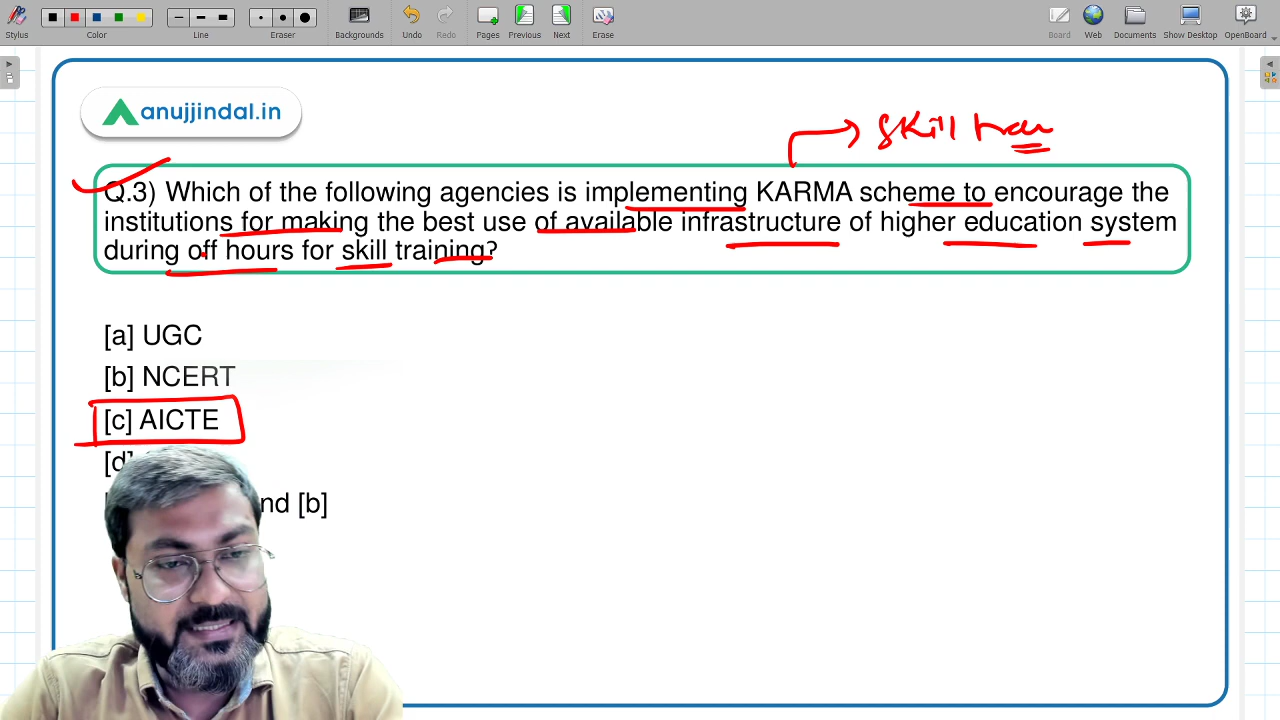 Stylus
Color
Line
Eraser
Backgrounds
Undo
Redo
Pages
Previous
Next
Erase
Board
Web
Documents
Show Desktop
OpenBoard
anujjindal.in
skill
Q.3) Which of the following agencies is implementing KARMA scheme to encourage the
institutions for making the best use of available infrastructure of higher education system
during off hours for skill training?
[a] UGC
[b] NCERT
[c] AICTE
[d]
nd [b]